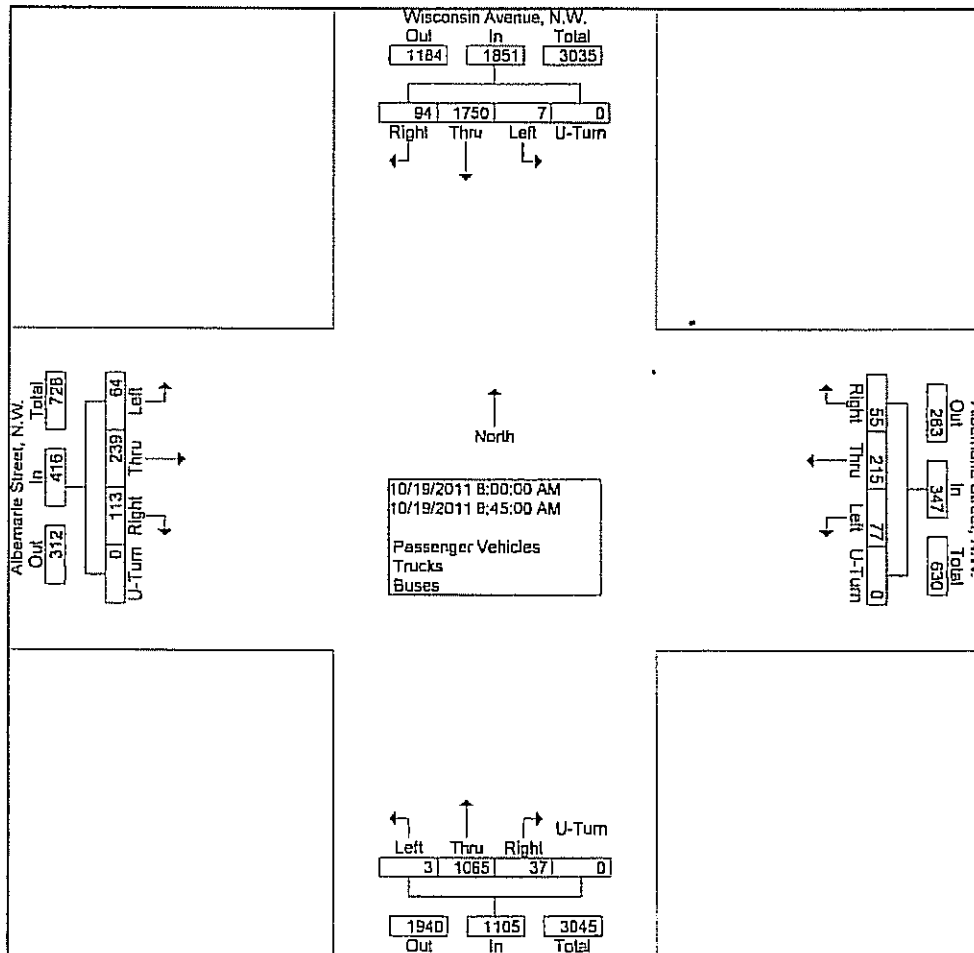 Wisconsin Avenue, N.W.
Out In Total
1184 1851 3035
94 1750 7 0
Right Thru Left U-Turn
Albemarle Street, N.W.
Total In Out
728 416 312
64 239 113 0
Left Thru Right U-Turn
North
10/19/2011 8:00:00 AM
10/19/2011 8:45:00 AM
Passenger Vehicles
Trucks
Buses
Right Thru Left U-Turn
55 215 77 0
Out In Total
283 347 630
Left Thru Right U-Turn
3 1065 37 0
1940 1105 3045
Out In Total